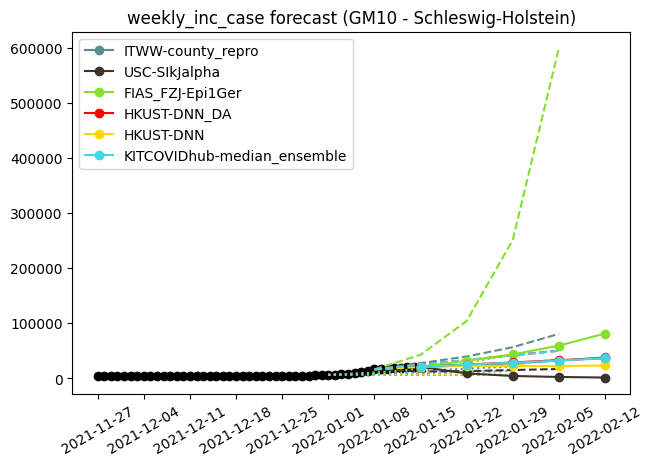 weekly_inc_case forecast (GM10 - Schleswig-Holstein)
ITWW-county_repro
USC-SIkJalpha
FIAS_FZJ-Epi1Ger
HKUST-DNN_DA
HKUST-DNN
KITCOVIDhub-median_ensemble
600000
500000
400000
300000
200000
100000
0
2021-11-27
2021-12-04
2021-12-11
2021-12-18
2021-12-25
2022-01-01
2022-01-08
2022-01-15
2022-01-22
2022-01-29
2022-02-05
2022-02-12